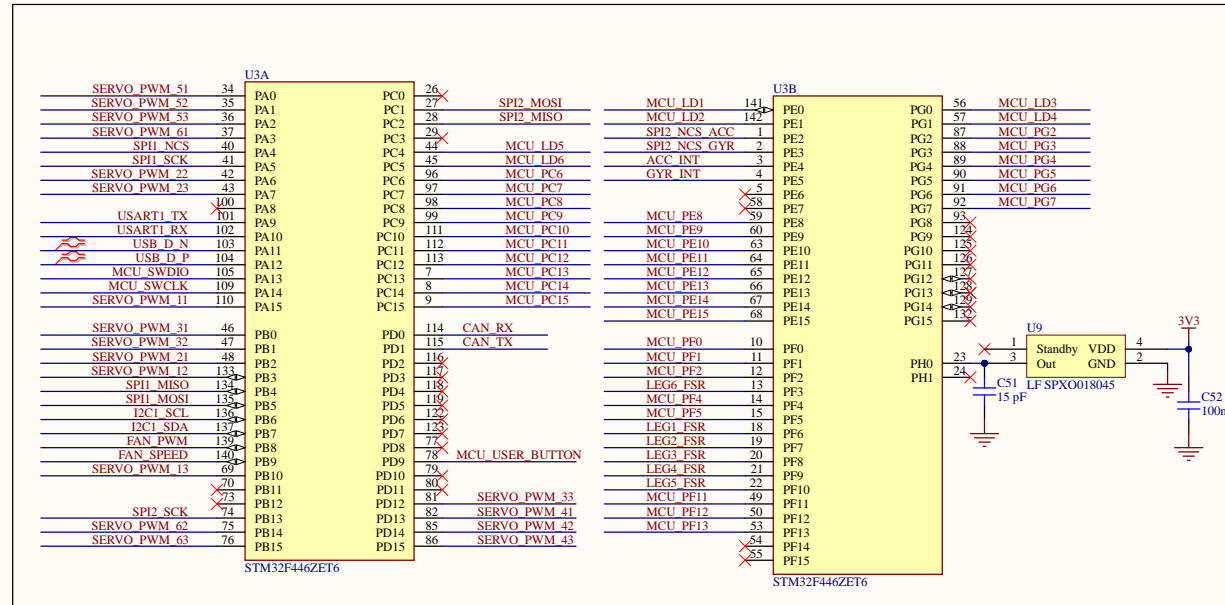 U3A
SERVO_PWM_51 34 PA0 PC0 26
SERVO_PWM_52 35 PA1 PC1 27 SPI2_MOSI
SERVO_PWM_53 36 PA2 PC2 28 SPI2_MISO
SERVO_PWM_61 37 PA3 PC3 29
SPI1_NCS 40 PA4 PC4 44 MCU_LD5
SPI1_SCK 41 PA5 PC5 45 MCU_LD6
SERVO_PWM_22 42 PA6 PC6 96 MCU_PC6
SERVO_PWM_23 43 PA7 PC7 97 MCU_PC7
100 PA8 PC8 98 MCU_PC8
USART1_TX 101 PA9 PC9 99 MCU_PC9
USART1_RX 102 PA10 PC10 111 MCU_PC10
USB_D_N 103 PA11 PC11 112 MCU_PC11
USB_D_P 104 PA12 PC12 113 MCU_PC12
MCU_SWDIO 105 PA13 PC13 7 MCU_PC13
MCU_SWCLK 109 PA14 PC14 8 MCU_PC14
SERVO_PWM_11 110 PA15 PC15 9 MCU_PC15
SERVO_PWM_31 46 PB0 PD0 114 CAN_RX
SERVO_PWM_32 47 PB1 PD1 115 CAN_TX
SERVO_PWM_21 48 PB2 PD2 116
SERVO_PWM_12 133 PB3 PD3 117
SPI1_MISO 134 PB4 PD4 118
SPI1_MOSI 135 PB5 PD5 119
I2C1_SCL 136 PB6 PD6 122
I2C1_SDA 137 PB7 PD7 123
FAN_PWM 139 PB8 PD8 77
FAN_SPEED 140 PB9 PD9 78 MCU_USER_BUTTON
SERVO_PWM_13 69 PB10 PD10 79
70 PB11 PD11 80
73 PB12 PD12 81 SERVO_PWM_33
SPI2_SCK 74 PB13 PD13 82 SERVO_PWM_41
SERVO_PWM_62 75 PB14 PD14 85 SERVO_PWM_42
SERVO_PWM_63 76 PB15 PD15 86 SERVO_PWM_43
STM32F446ZET6
U3B
MCU_LD1 141 PE0 PG0 56 MCU_LD3
MCU_LD2 142 PE1 PG1 57 MCU_LD4
SPI2_NCS_ACC 1 PE2 PG2 87 MCU_PG2
SPI2_NCS_GYR 2 PE3 PG3 88 MCU_PG3
ACC_INT 3 PE4 PG4 89 MCU_PG4
GYR_INT 4 PE5 PG5 90 MCU_PG5
5 PE6 PG6 91 MCU_PG6
58 PE7 PG7 92 MCU_PG7
MCU_PE8 59 PE8 PG8 93
MCU_PE9 60 PE9 PG9 124
MCU_PE10 63 PE10 PG10 125
MCU_PE11 64 PE11 PG11 126
MCU_PE12 65 PE12 PG12 127
MCU_PE13 66 PE13 PG13 128
MCU_PE14 67 PE14 PG14 129
MCU_PE15 68 PE15 PG15 132
MCU_PF0 10 PF0 PH0 23
MCU_PF1 11 PF1 PH1 24
MCU_PF2 12 PF2
LEG6_FSR 13 PF3
MCU_PF4 14 PF4
MCU_PF5 15 PF5
LEG1_FSR 18 PF6
LEG2_FSR 19 PF7
LEG3_FSR 20 PF8
LEG4_FSR 21 PF9
LEG5_FSR 22 PF10
MCU_PF11 49 PF11
MCU_PF12 50 PF12
MCU_PF13 53 PF13
54 PF14
55 PF15
STM32F446ZET6
U9
3V3
1 Standby VDD 4
3 Out GND 2
LF SPXO018045
C51
15 pF
C52
100n